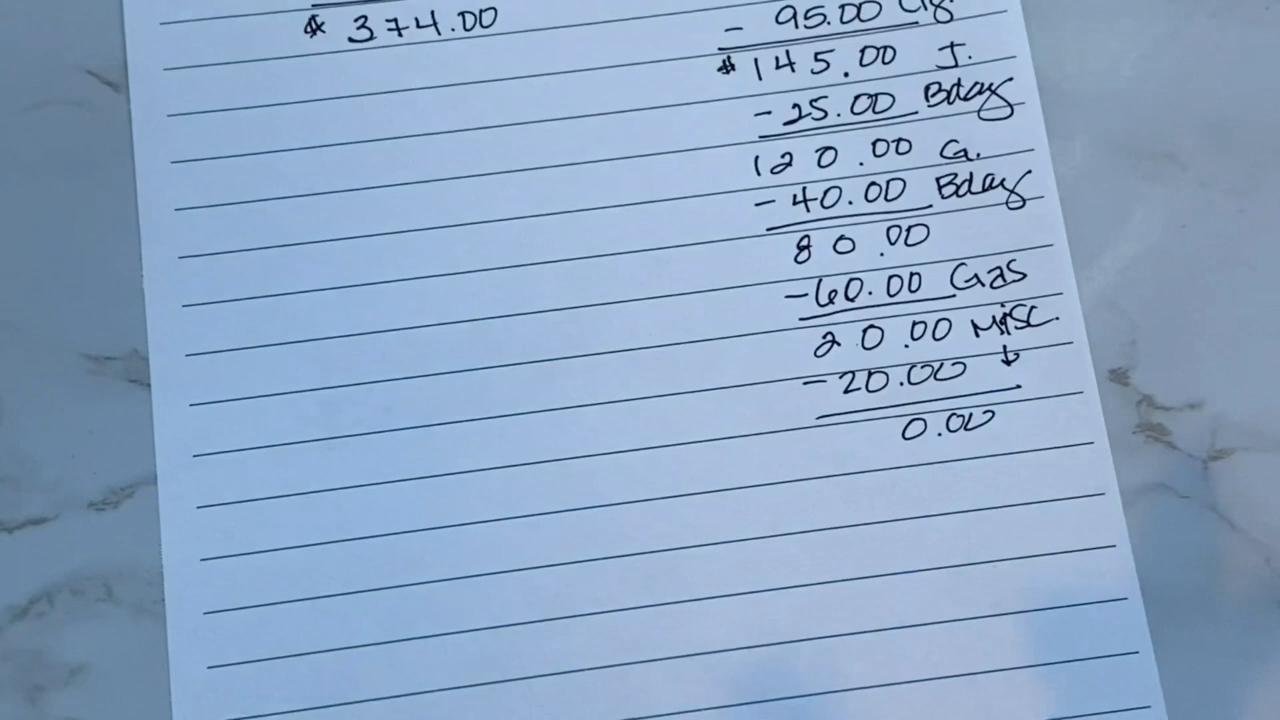 $ 374.00
- 95.00
$ 145.00 J.
- 25.00 Bday
120.00 G.
- 40.00 Bday
80.00
- 60.00 Gas
20.00 Misc.
- 20.00 ↓
0.00